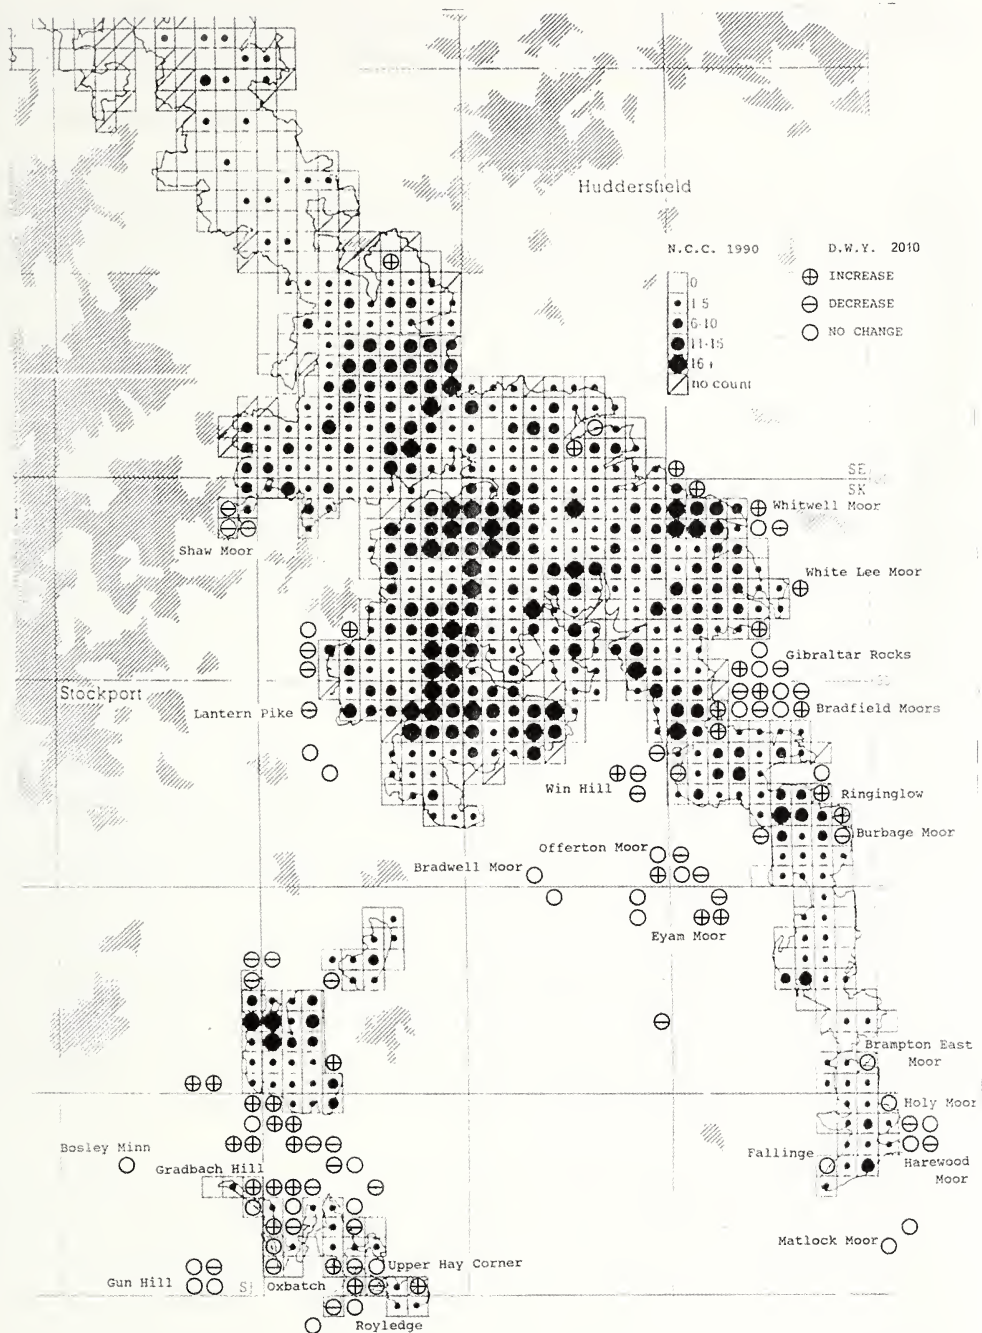 Huddersfield
N.C.C. 1990
D.W.Y. 2010
0
INCREASE
1-5
DECREASE
6-10
11-15
NO CHANGE
16+
no count
SE
SK
Whitwell Moor
Shaw Moor
White Lee Moor
Gibraltar Rocks
Stockport
Lantern Pike
Bradfield Moors
Win Hill
Ringinglow
Burbage Moor
Offerton Moor
Bradwell Moor
Eyam Moor
Brampton East
Moor
Holy Moor
Bosley Minn
Gradbach Hill
Fallinge
Harewood
Moor
Matlock Moor
Upper Hay Corner
Gun Hill
Oxbatch
Royledge